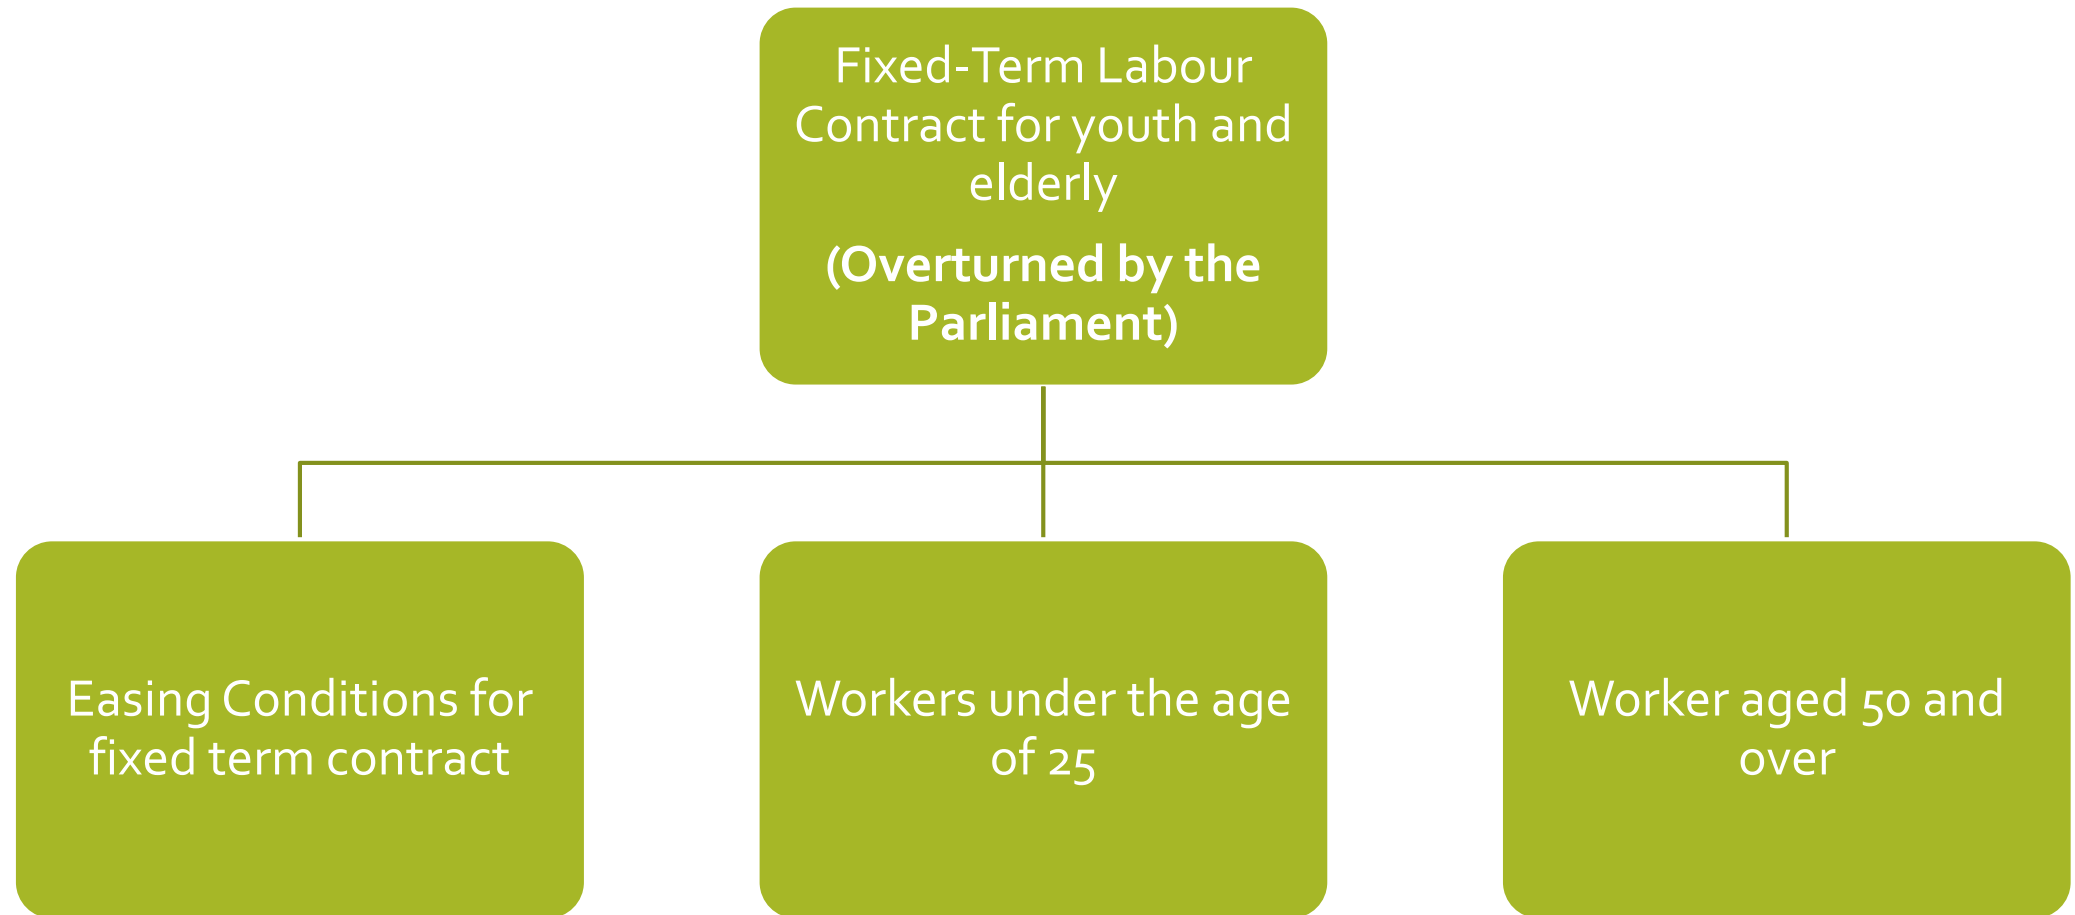 Fixed-Term Labour
Contract for youth and
elderly
(Overturned by the
Parliament)
Easing Conditions for
fixed term contract
Workers under the age
of 25
Worker aged 50 and
over